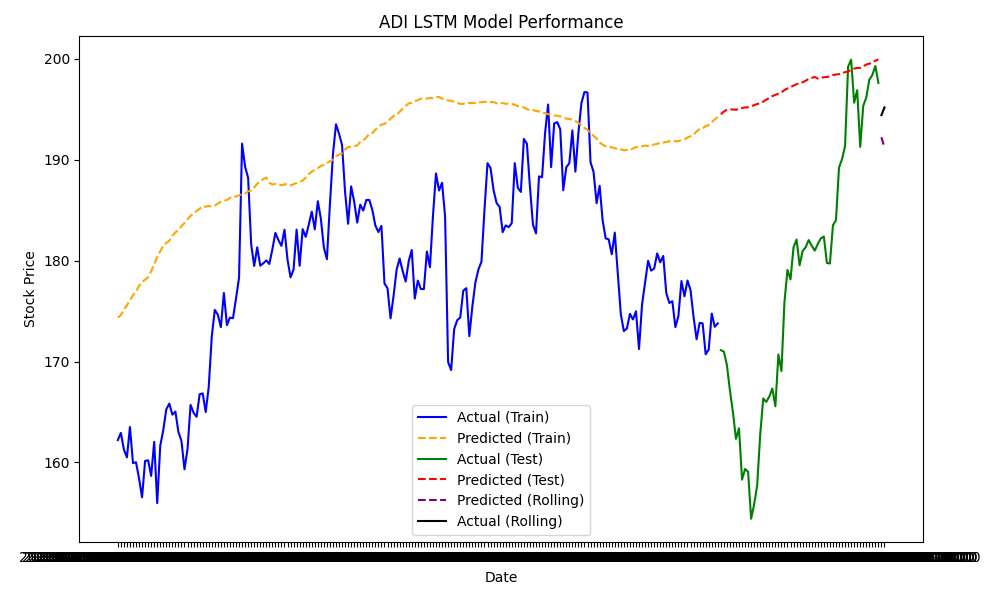 ADI LSTM Model Performance
200
190
180
170
160
Stock Price
Actual (Train)
Predicted (Train)
Actual (Test)
Predicted (Test)
Predicted (Rolling)
Actual (Rolling)
Date